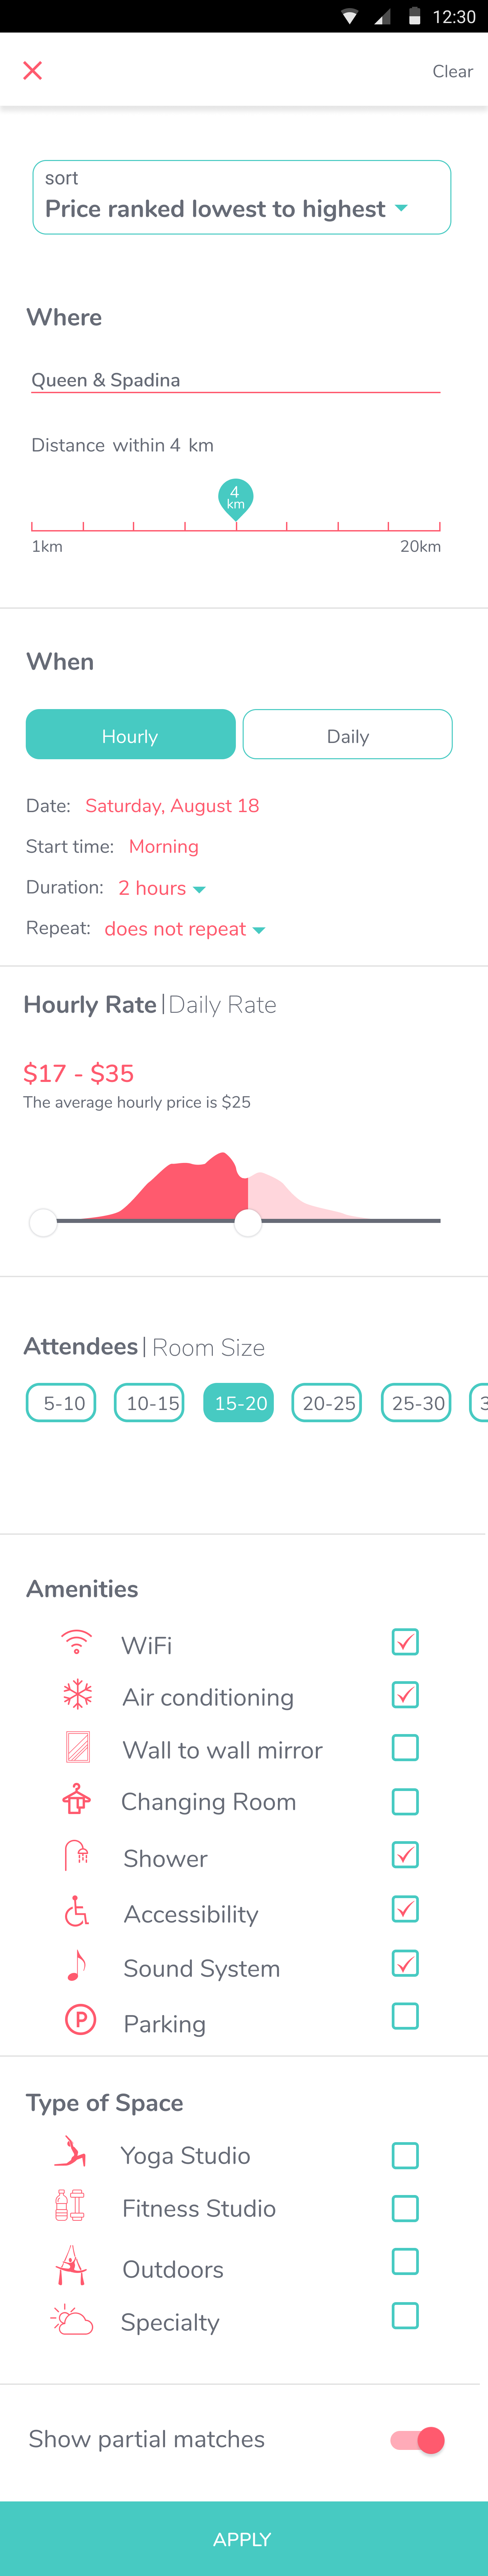 12:30
Clear
sort
Price ranked lowest to highest
Where
Queen & Spadina
Distance within 4 km
4
km
1km 20km
When
Hourly Daily
Date: Saturday, August 18
Start time: Morning
Duration: 2 hours
Repeat: does not repeat
Hourly Rate | Daily Rate
$17 - $35
The average hourly price is $25
Attendees | Room Size
5-10 10-15 15-20 20-25 25-30 3
Amenities
WiFi
Air conditioning
Wall to wall mirror
Changing Room
Shower
Accessibility
Sound System
P Parking
Type of Space
Yoga Studio
Fitness Studio
Outdoors
Specialty
Show partial matches
APPLY